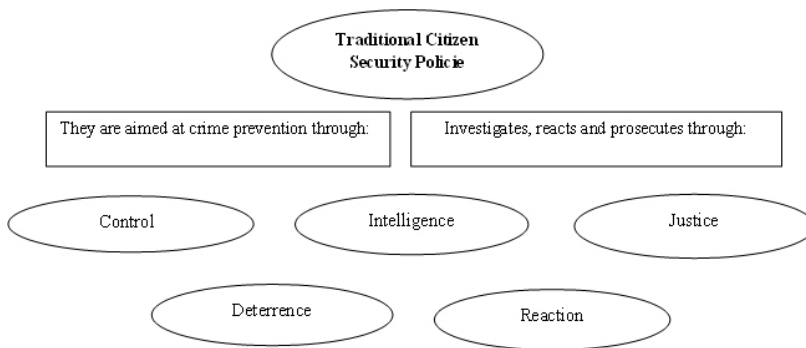 Traditional Citizen
Security Policie
They are aimed at crime prevention through:
Investigates, reacts and prosecutes through:
Control
Intelligence
Justice
Deterrence
Reaction